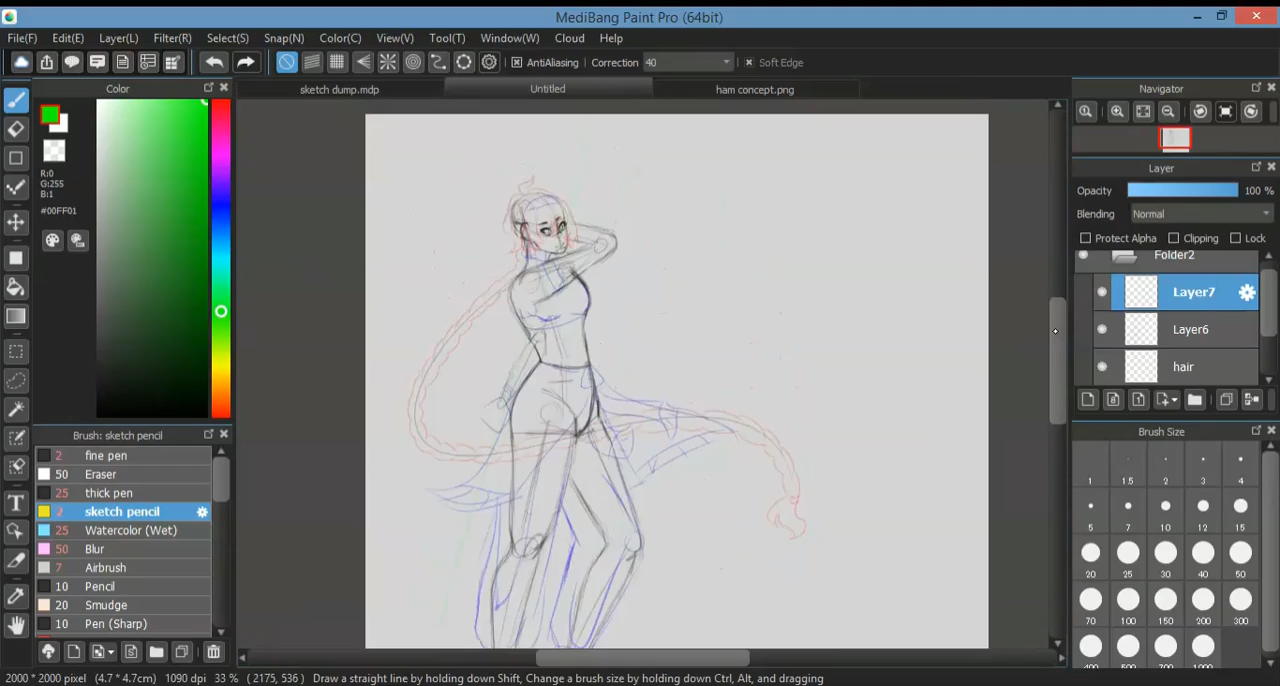 MediBang Paint Pro (64bit)
File(F) Edit(E) Layer(L) Filter(R) Select(S) Snap(N) Color(C) View(V) Tool(T) Window(W) Cloud Help
AntiAliasing Correction 40 Soft Edge
Color
sketch dump.mdp Untitled ham concept.png
Navigator
R:0
G:255
B:1
#00FF01
Layer
Opacity 100 %
Blending Normal
Protect Alpha Clipping Lock
Folder2
Layer7
Layer6
hair
Brush: sketch pencil
2 fine pen
50 Eraser
25 thick pen
2 sketch pencil
25 Watercolor (Wet)
50 Blur
7 Airbrush
10 Pencil
20 Smudge
10 Pen (Sharp)
Brush Size
1 1.5 2 3 4
5 7 10 12 15
20 25 30 40 50
70 100 150 200 300
400 500 700 1000
2000 * 2000 pixel (4.7 * 4.7cm) 1090 dpi 33 % ( 2175, 536 ) Draw a straight line by holding down Shift, Change a brush size by holding down Ctrl, Alt, and dragging